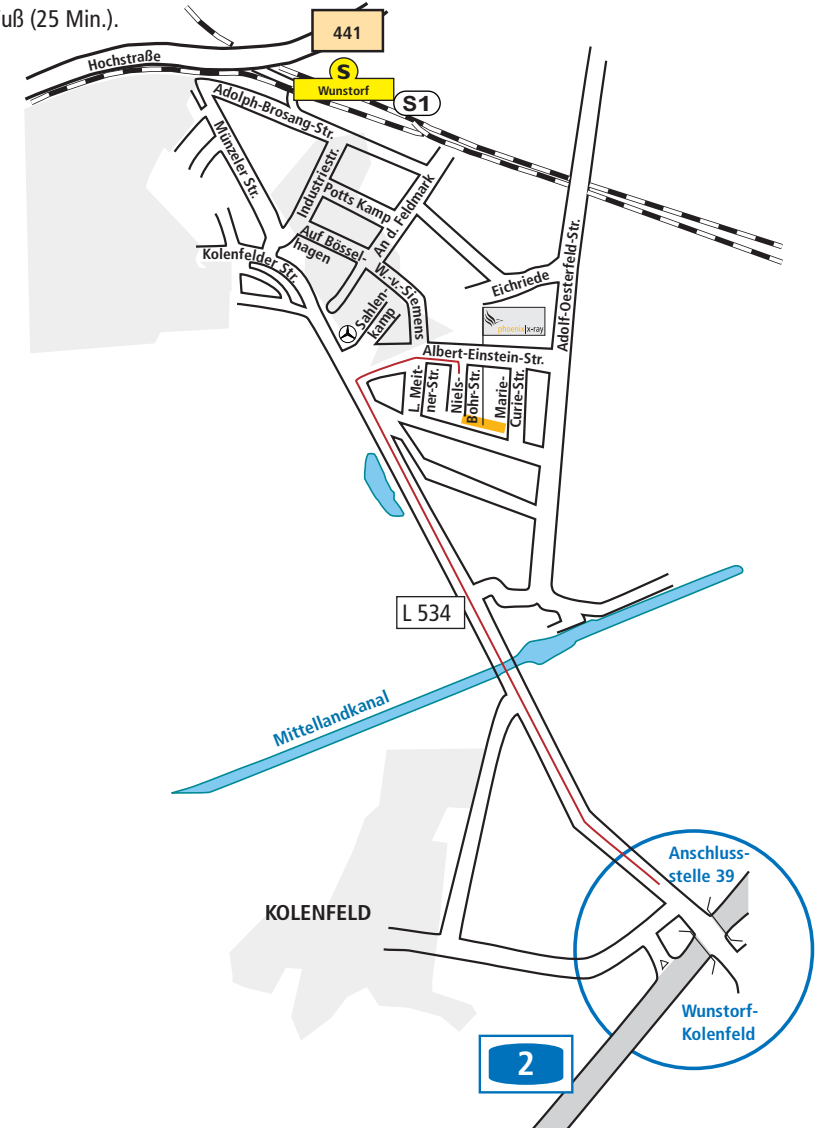 uß (25 Min.).
441
Hochstraße
S
Wunstorf
S1
Adolph-Brosang-Str.
Münzeler Str.
Industriestr.
Potts Kamp
An d. Feldmark
Auf Bössel-
hagen
Kolenfelder Str.
W.-v.-Siemens
Sahlen-
kamp
Eichriede
Adolf-Oesterfeld-Str.
phoenix|x-ray
Albert-Einstein-Str.
L. Meit-
ner-Str.
Niels-
Bohr-Str.
Marie-
Curie-Str.
L 534
Mittellandkanal
Anschluss-
stelle 39
KOLENFELD
Wunstorf-
Kolenfeld
2